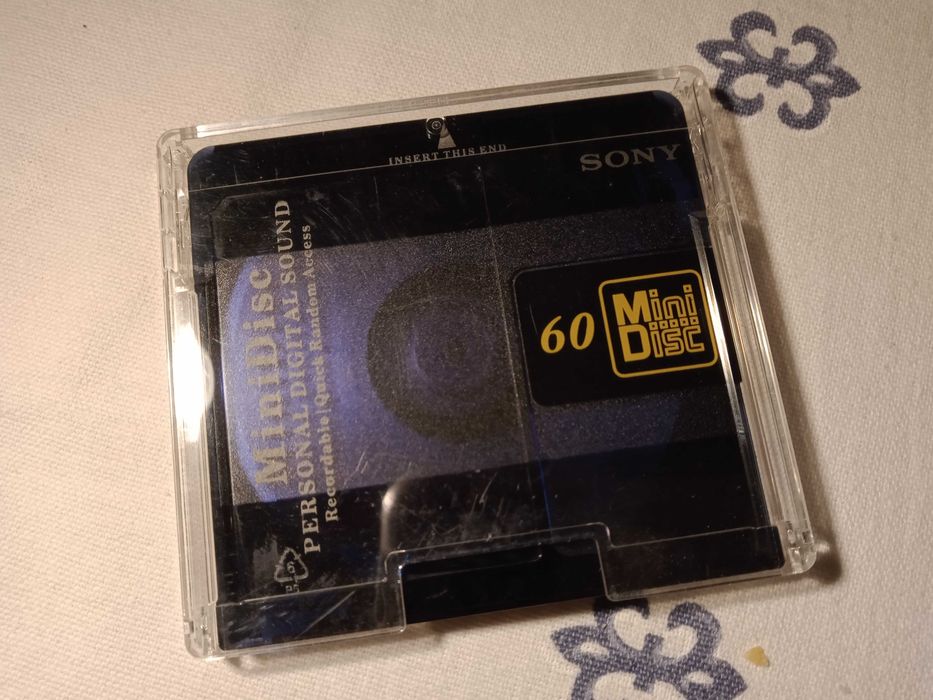 INSERT THIS END
SONY
MiniDisc
PERSONAL DIGITAL SOUND
Recordable | Quick Random Access
60
Mini
Disc